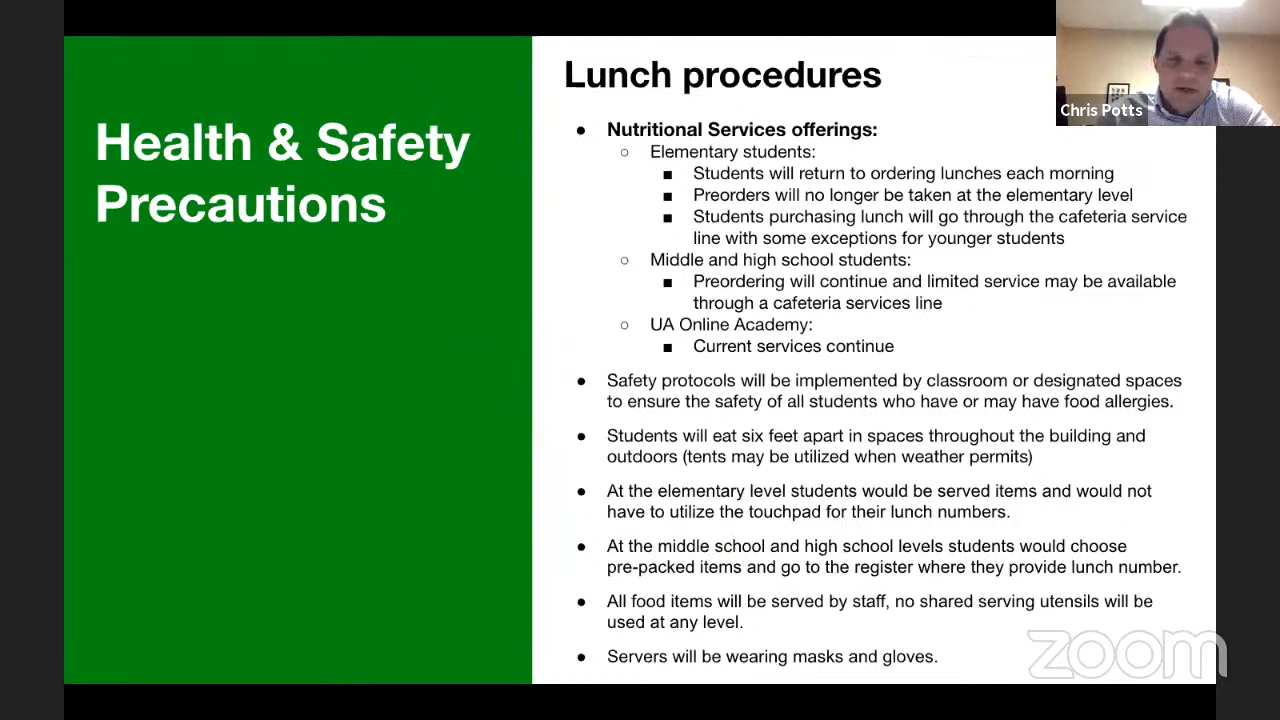 Health & Safety
Precautions
Lunch procedures
● Nutritional Services offerings:
○ Elementary students:
■ Students will return to ordering lunches each morning
■ Preorders will no longer be taken at the elementary level
■ Students purchasing lunch will go through the cafeteria service
line with some exceptions for younger students
○ Middle and high school students:
■ Preordering will continue and limited service may be available
through a cafeteria services line
○ UA Online Academy:
■ Current services continue
● Safety protocols will be implemented by classroom or designated spaces
to ensure the safety of all students who have or may have food allergies.
● Students will eat six feet apart in spaces throughout the building and
outdoors (tents may be utilized when weather permits)
● At the elementary level students would be served items and would not
have to utilize the touchpad for their lunch numbers.
● At the middle school and high school levels students would choose
pre-packed items and go to the register where they provide lunch number.
● All food items will be served by staff, no shared serving utensils will be
used at any level.
● Servers will be wearing masks and gloves.
Chris Potts
zoom